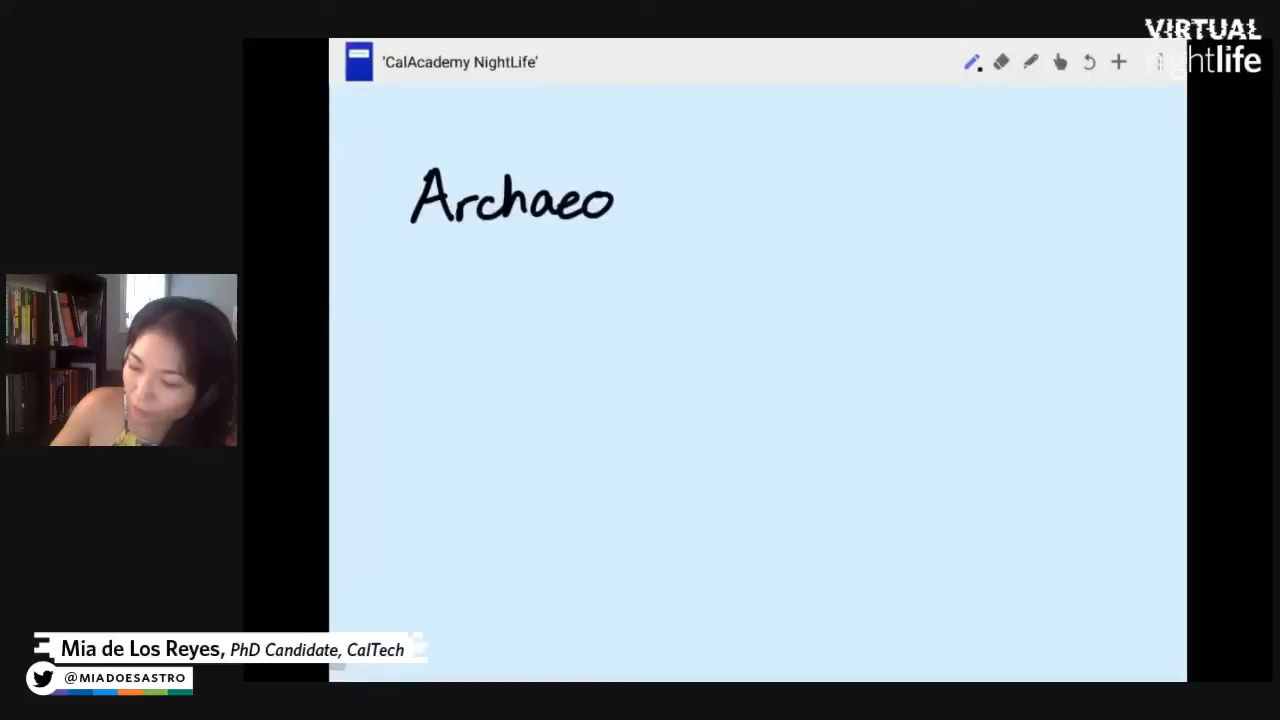 VIRTUAL
nightlife
'CalAcademy NightLife'
Archaeo
Mia de Los Reyes, PhD Candidate, CalTech
@MIADOESASTRO